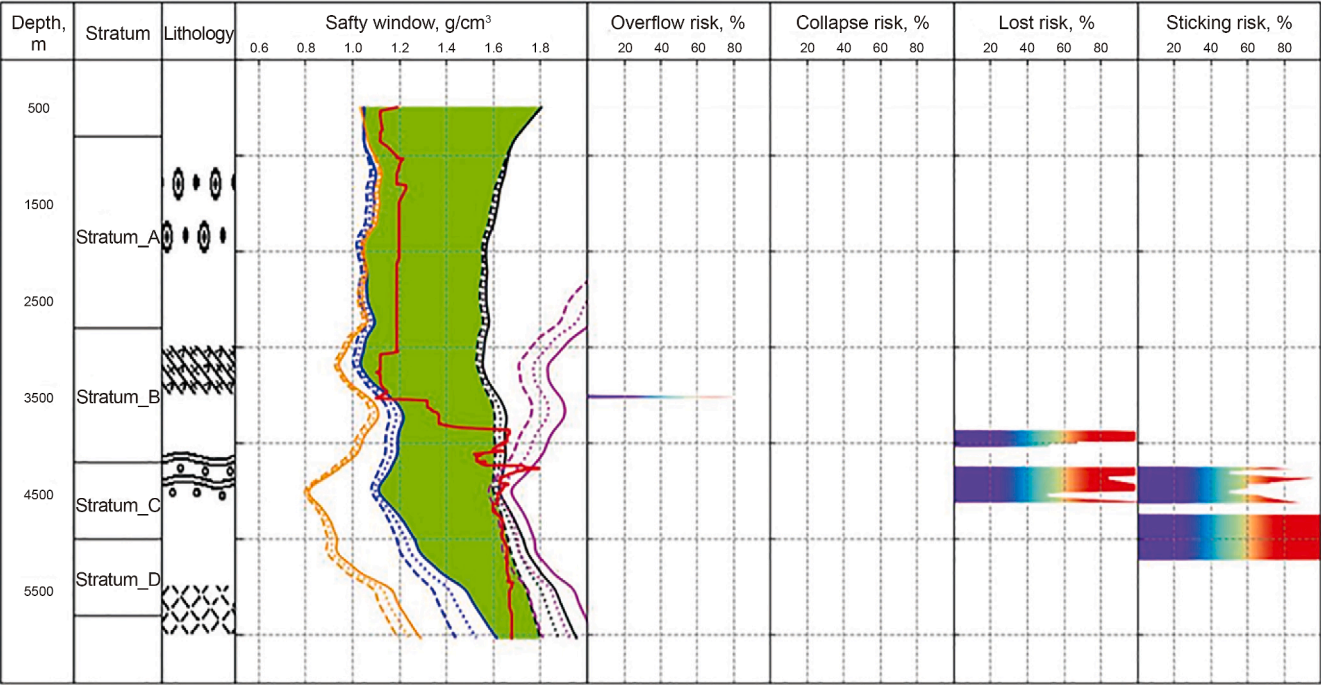 Depth, m
Stratum
Lithology
Safty window, g/cm³
0.6 0.8 1.0 1.2 1.4 1.6 1.8
Overflow risk, %
20 40 60 80
Collapse risk, %
20 40 60 80
Lost risk, %
20 40 60 80
Sticking risk, %
20 40 60 80
500
1500
Stratum_A
2500
Stratum_B
3500
4500
Stratum_C
Stratum_D
5500